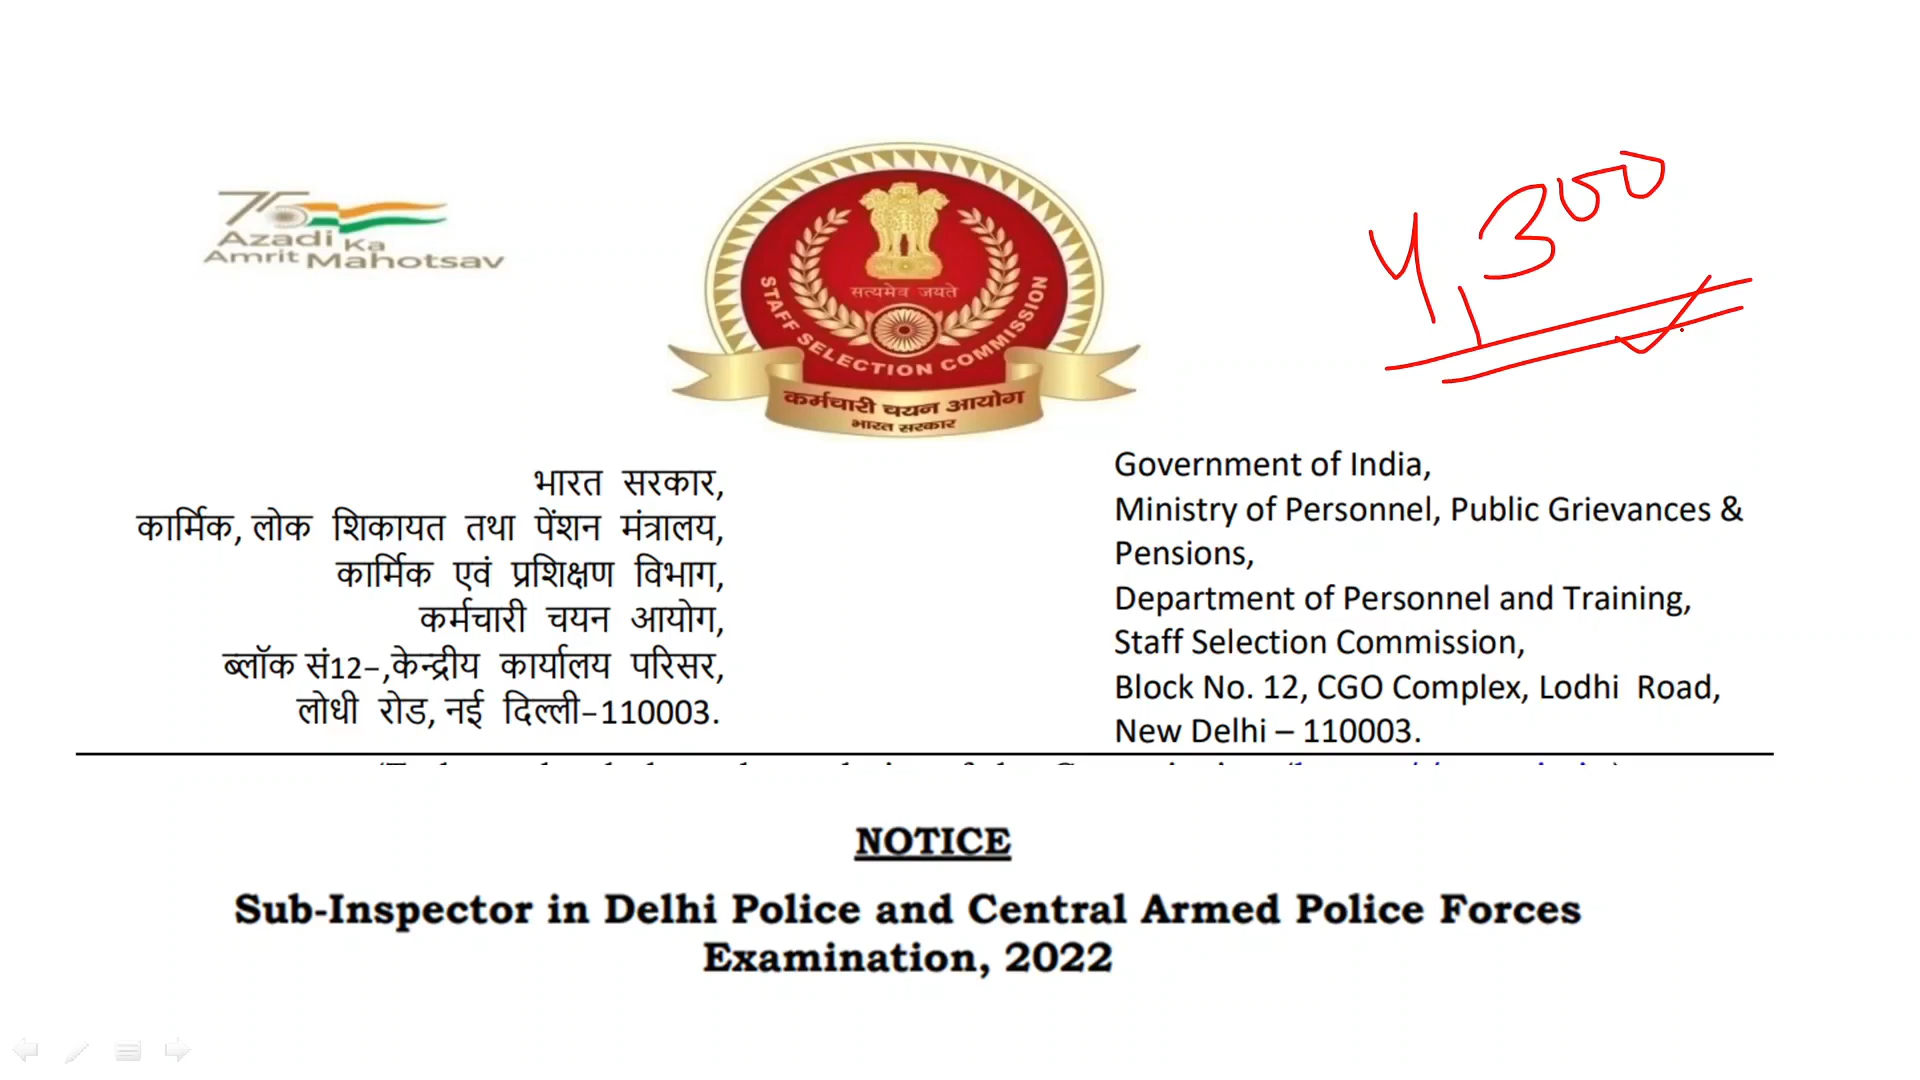 75
Azadi Ka
Amrit Mahotsav
सत्यमेव जयते
STAFF SELECTION COMMISSION
कर्मचारी चयन आयोग
भारत सरकार
4,300
भारत सरकार,
कार्मिक, लोक शिकायत तथा पेंशन मंत्रालय,
कार्मिक एवं प्रशिक्षण विभाग,
कर्मचारी चयन आयोग,
ब्लॉक सं12-,केन्द्रीय कार्यालय परिसर,
लोधी रोड, नई दिल्ली-110003.
Government of India,
Ministry of Personnel, Public Grievances &
Pensions,
Department of Personnel and Training,
Staff Selection Commission,
Block No. 12, CGO Complex, Lodhi Road,
New Delhi – 110003.
NOTICE
Sub-Inspector in Delhi Police and Central Armed Police Forces
Examination, 2022